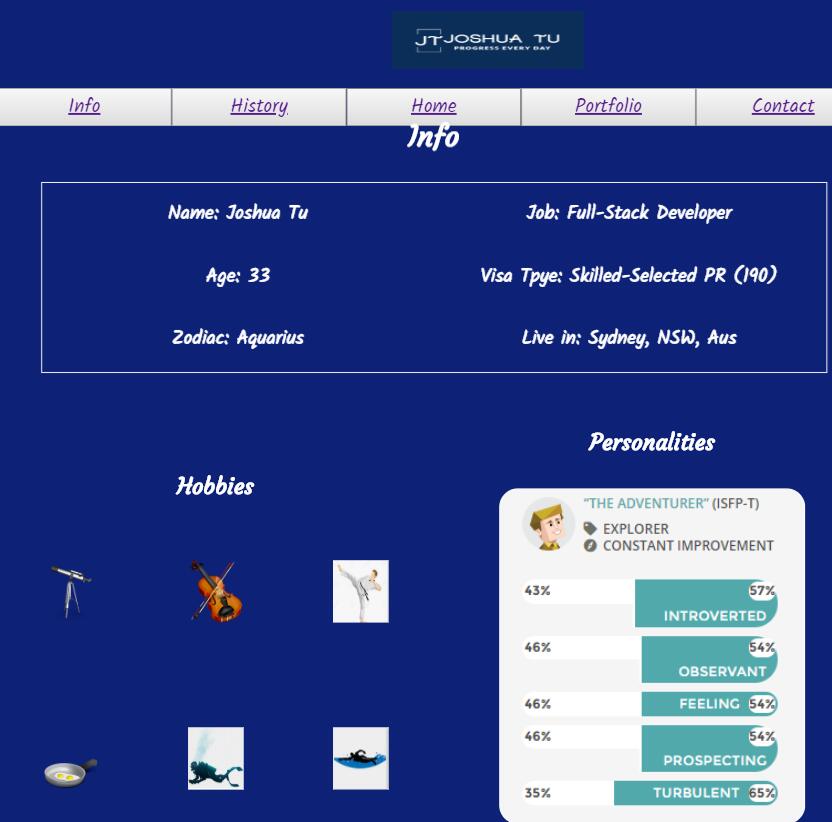 JT JOSHUA TU
PROGRESS EVERY DAY
Info History Home Portfolio Contact
Info
Name: Joshua Tu
Job: Full-Stack Developer
Age: 33
Visa Tpye: Skilled-Selected PR (190)
Zodiac: Aquarius
Live in: Sydney, NSW, Aus
Hobbies
Personalities
“THE ADVENTURER” (ISFP-T)
EXPLORER
CONSTANT IMPROVEMENT
43% 57%
INTROVERTED
46% 54%
OBSERVANT
46% FEELING 54%
46% 54%
PROSPECTING
35% TURBULENT 65%